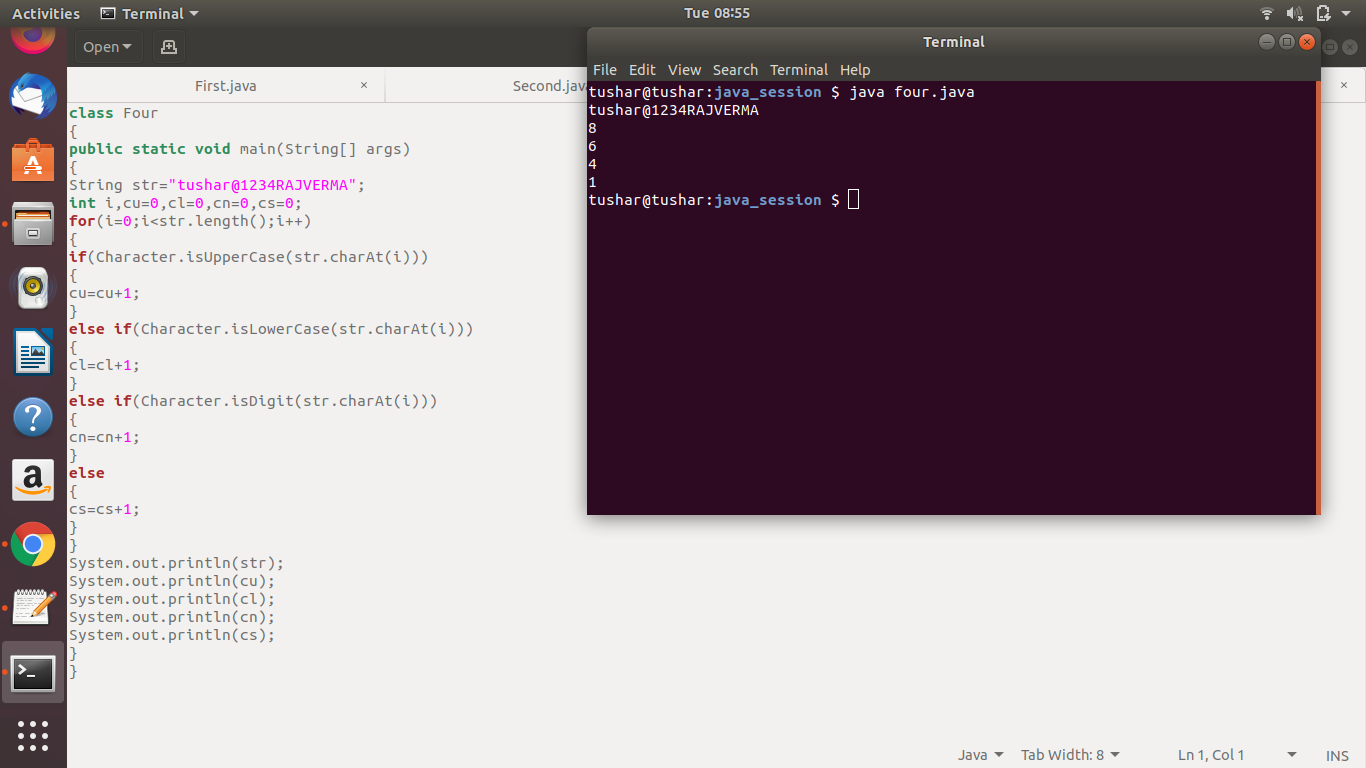 Activities Terminal Tue 08:55
Open
First.java × Second.java ×
class Four
{
public static void main(String[] args)
{
String str="tushar@1234RAJVERMA";
int i,cu=0,cl=0,cn=0,cs=0;
for(i=0;i<str.length();i++)
{
if(Character.isUpperCase(str.charAt(i)))
{
cu=cu+1;
}
else if(Character.isLowerCase(str.charAt(i)))
{
cl=cl+1;
}
else if(Character.isDigit(str.charAt(i)))
{
cn=cn+1;
}
else
{
cs=cs+1;
}
}
System.out.println(str);
System.out.println(cu);
System.out.println(cl);
System.out.println(cn);
System.out.println(cs);
}
}
Terminal
File Edit View Search Terminal Help
tushar@tushar:java_session $ java four.java
tushar@1234RAJVERMA
8
6
4
1
tushar@tushar:java_session $
Java Tab Width: 8 Ln 1, Col 1 INS